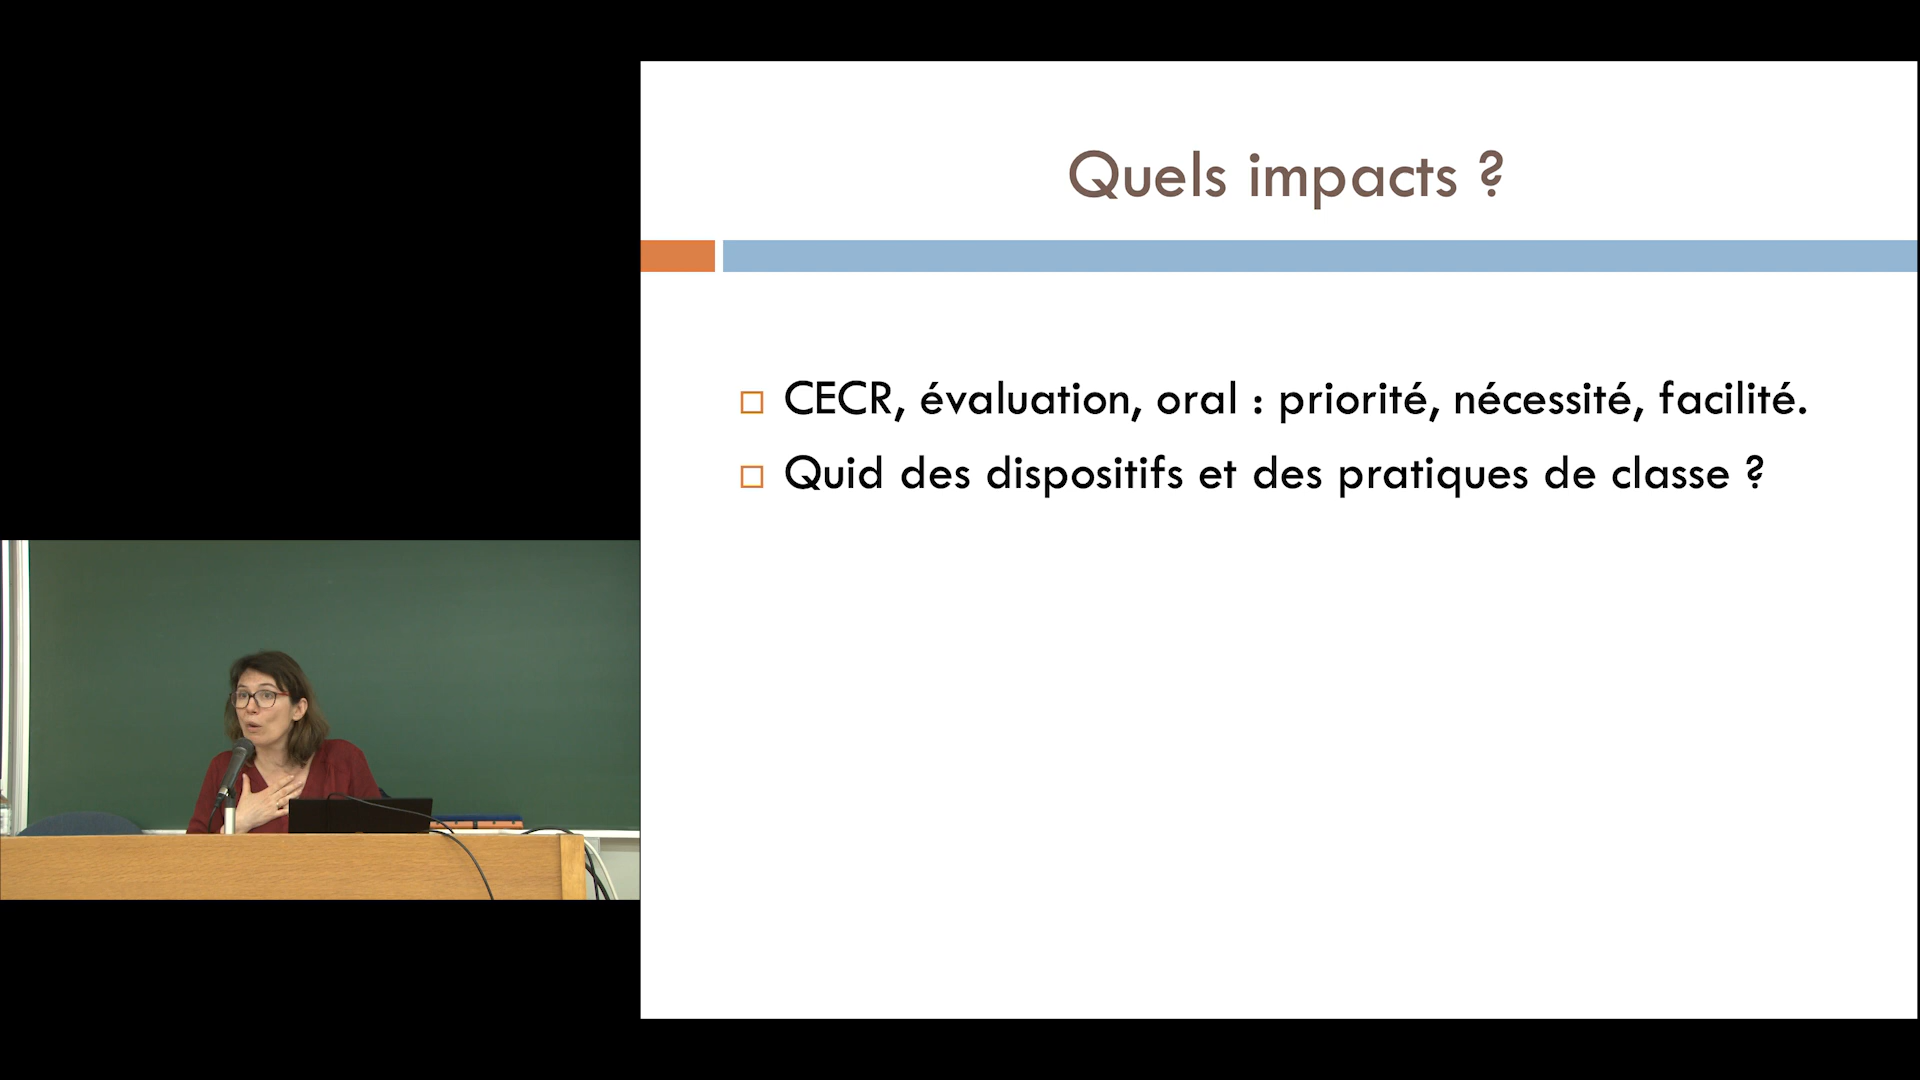 Quels impacts ?
CECR, évaluation, oral : priorité, nécessité, facilité.
Quid des dispositifs et des pratiques de classe ?